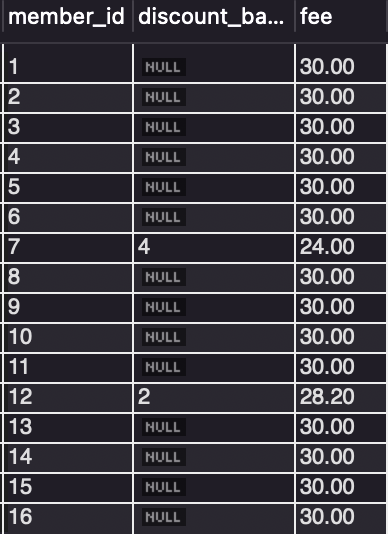 member_id discount_ba... fee
1 NULL 30.00
2 NULL 30.00
3 NULL 30.00
4 NULL 30.00
5 NULL 30.00
6 NULL 30.00
7 4 24.00
8 NULL 30.00
9 NULL 30.00
10 NULL 30.00
11 NULL 30.00
12 2 28.20
13 NULL 30.00
14 NULL 30.00
15 NULL 30.00
16 NULL 30.00